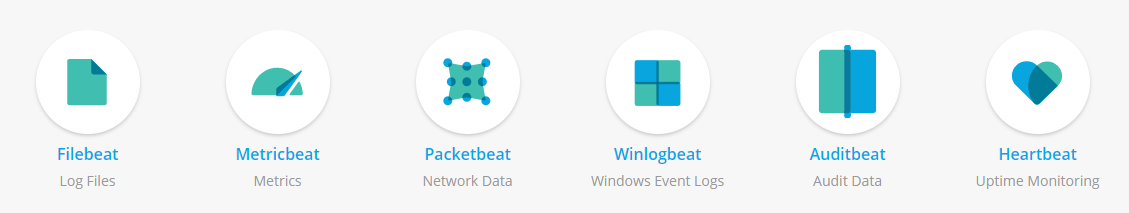 Filebeat
Log Files
Metricbeat
Metrics
Packetbeat
Network Data
Winlogbeat
Windows Event Logs
Auditbeat
Audit Data
Heartbeat
Uptime Monitoring